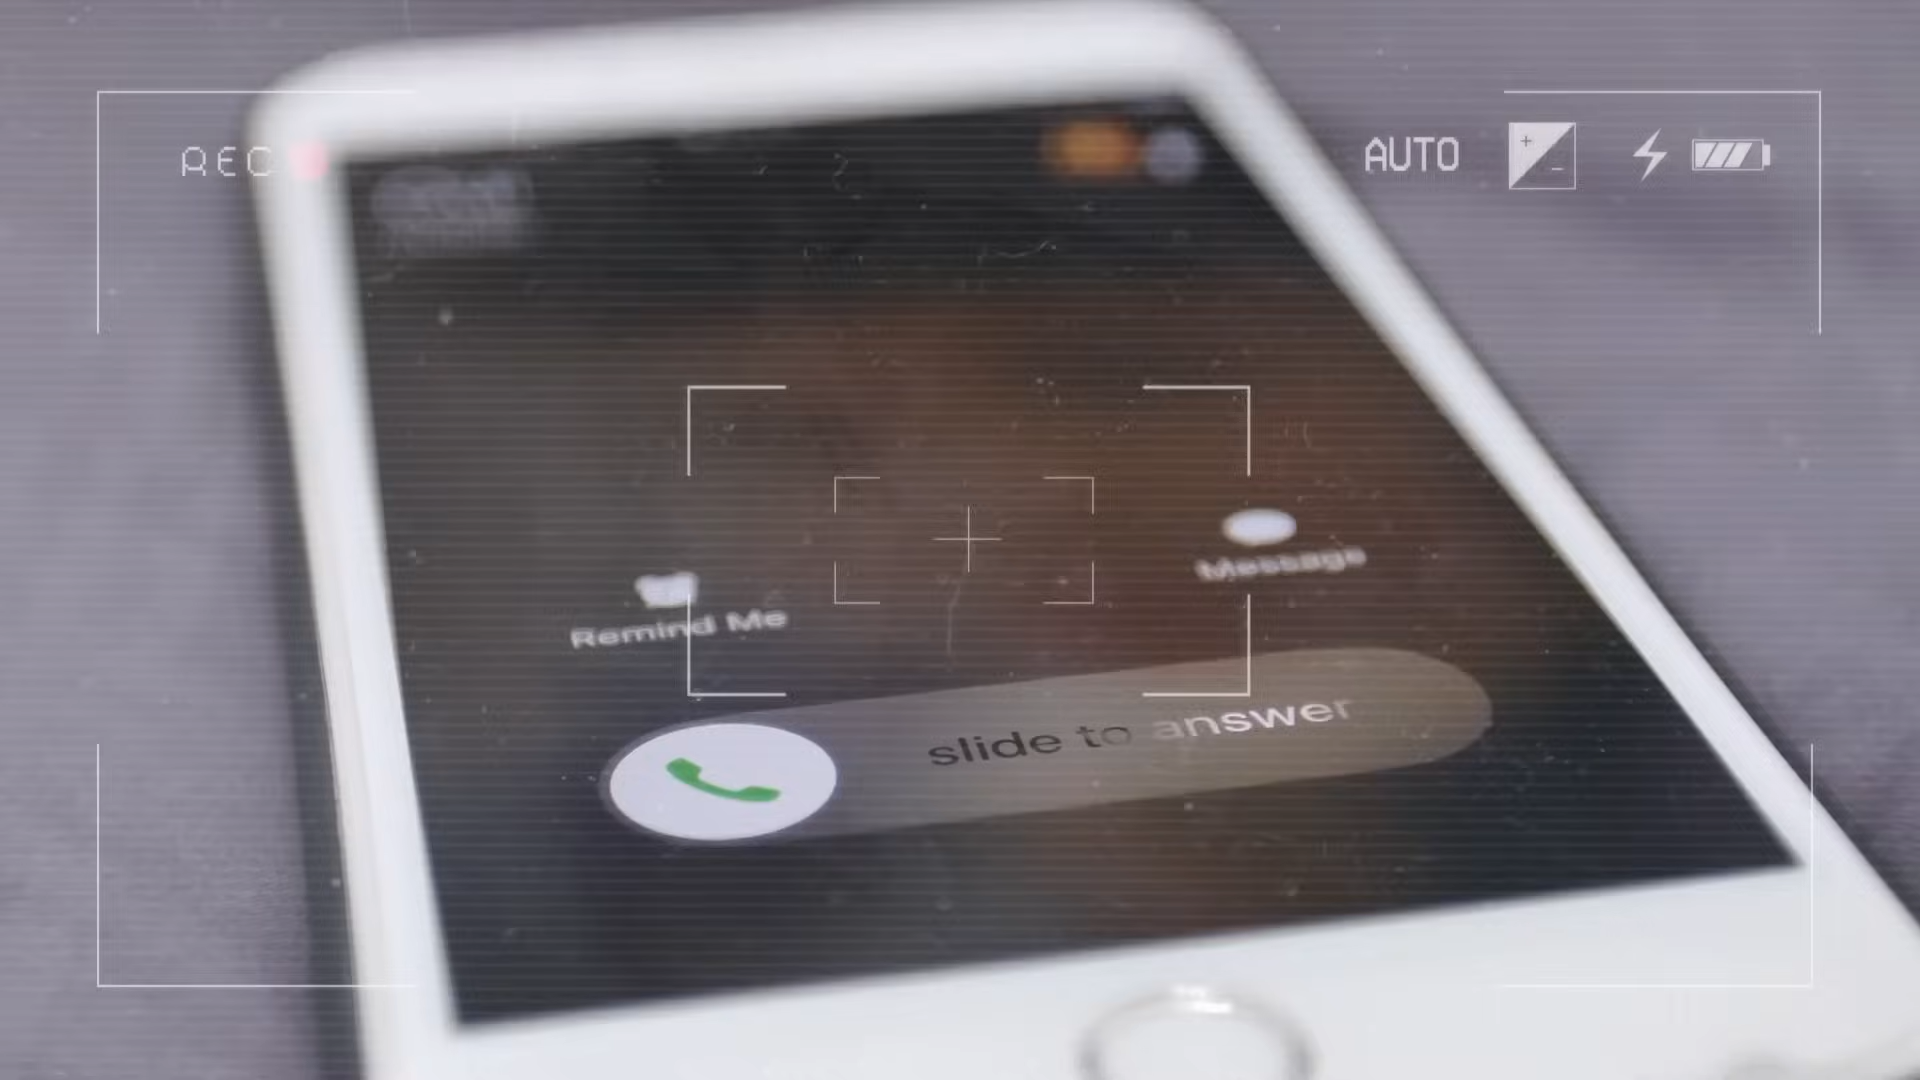 REC
AUTO
Message
Remind Me
slide to answer